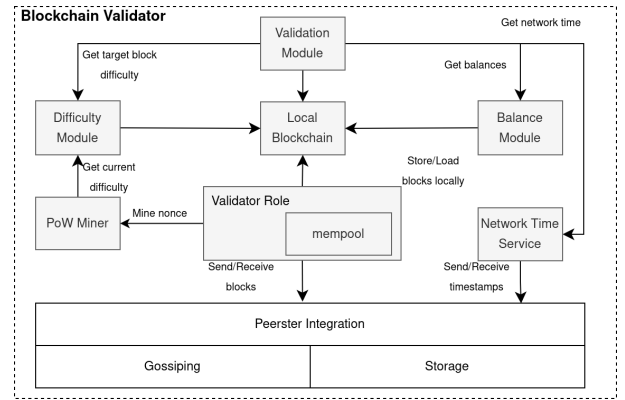 Blockchain Validator
Get network time
Validation
Module
Get target block
difficulty
Get balances
Difficulty
Module
Local
Blockchain
Balance
Module
Store/Load
blocks locally
Get current
difficulty
PoW Miner
Mine nonce
Validator Role
mempool
Network Time
Service
Send/Receive
blocks
Send/Receive
timestamps
Peerster Integration
Gossiping
Storage